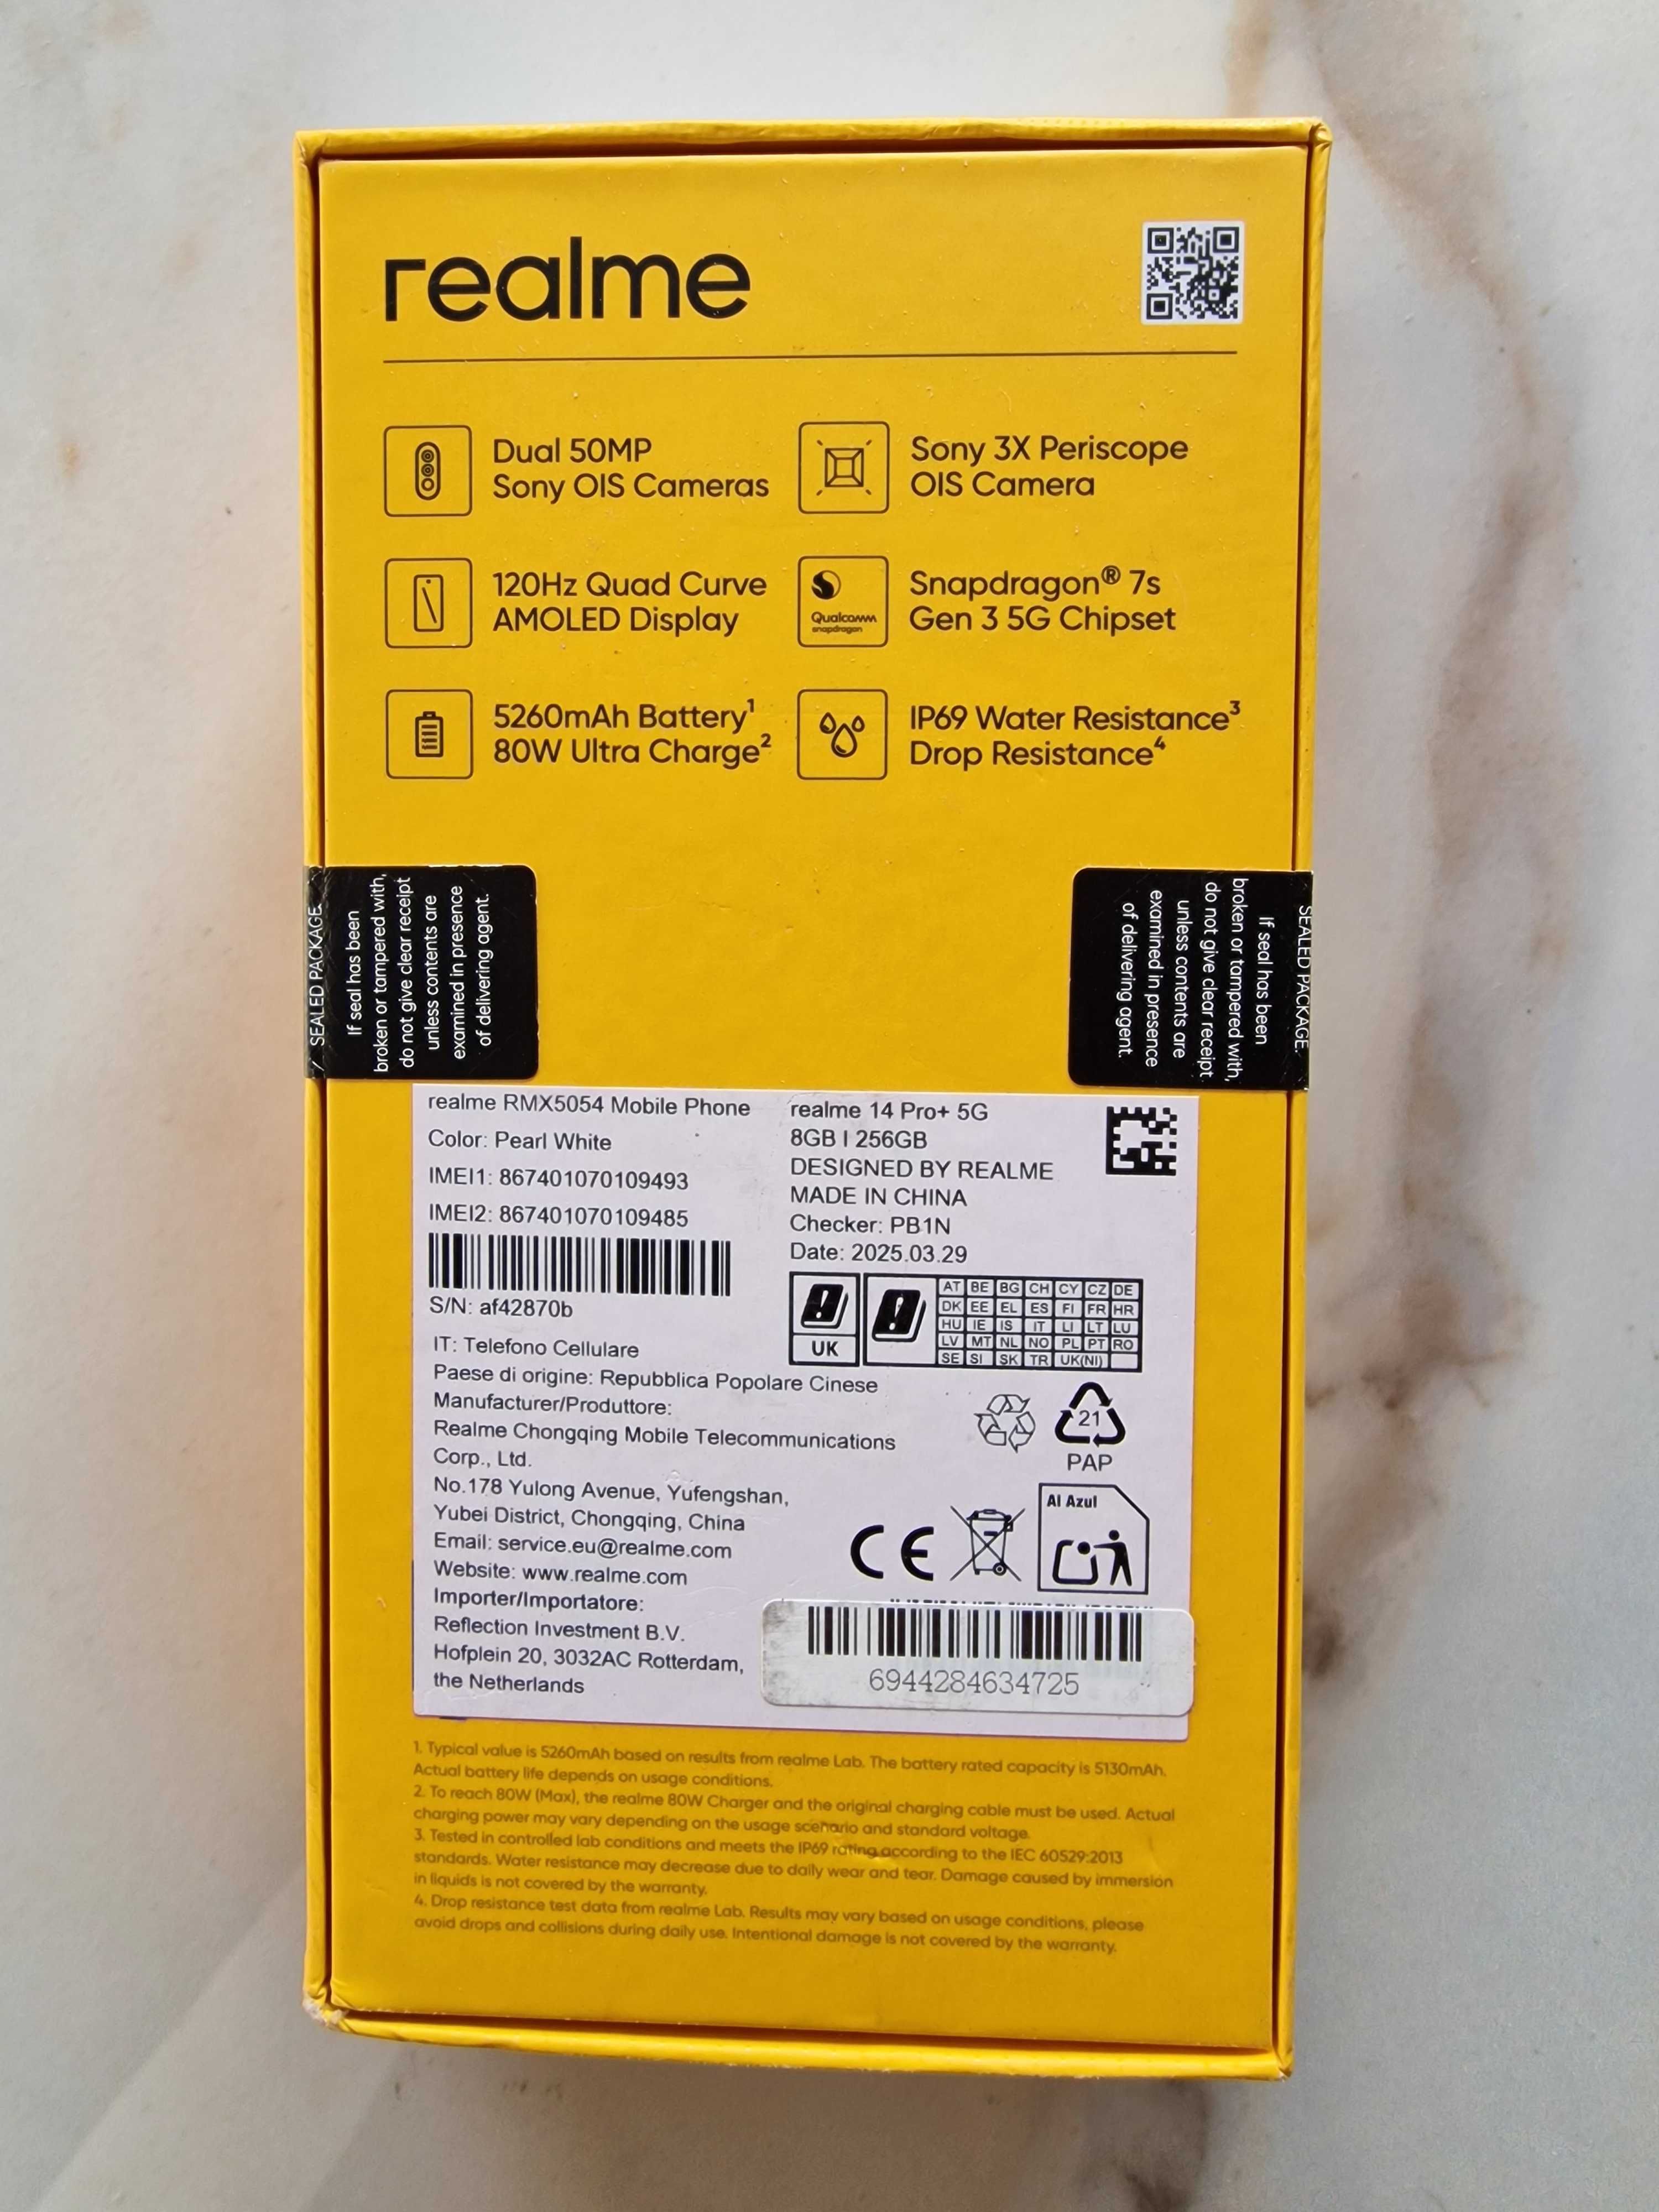 realme
Dual 50MP
Sony OIS Cameras
Sony 3X Periscope
OIS Camera
120Hz Quad Curve
AMOLED Display
Qualcomm
snapdragon
Snapdragon® 7s
Gen 3 5G Chipset
5260mAh Battery¹
80W Ultra Charge²
IP69 Water Resistance³
Drop Resistance⁴
SEALED PACKAGE
If seal has been
broken or tampered with,
do not give clear receipt
unless contents are
examined in presence
of delivering agent.
SEALED PACKAGE
If seal has been
broken or tampered with,
do not give clear receipt
unless contents are
examined in presence
of delivering agent.
realme RMX5054 Mobile Phone
Color: Pearl White
IMEI1: 867401070109493
IMEI2: 867401070109485
S/N: af42870b
realme 14 Pro+ 5G
8GB | 256GB
DESIGNED BY REALME
MADE IN CHINA
Checker: PB1N
Date: 2025.03.29
UK
AT BE BG CH CY CZ DE
DK EE EL ES FI FR HR
HU IE IS IT LI LT LU
LV MT NL NO PL PT RO
SE SI SK TR UK(NI)
IT: Telefono Cellulare
Paese di origine: Repubblica Popolare Cinese
Manufacturer/Produttore:
Realme Chongqing Mobile Telecommunications
Corp., Ltd.
No.178 Yulong Avenue, Yufengshan,
Yubei District, Chongqing, China
Email: service.eu@realme.com
Website: www.realme.com
Importer/Importatore:
Reflection Investment B.V.
Hofplein 20, 3032AC Rotterdam,
the Netherlands
21
PAP
Al Azul
CE
6944284634725
1. Typical value is 5260mAh based on results from realme Lab. The battery rated capacity is 5130mAh.
Actual battery life depends on usage conditions.
2. To reach 80W (Max), the realme 80W Charger and the original charging cable must be used. Actual
charging power may vary depending on the usage scenario and standard voltage.
3. Tested in controlled lab conditions and meets the IP69 rating according to the IEC 60529:2013
standards. Water resistance may decrease due to daily wear and tear. Damage caused by immersion
in liquids is not covered by the warranty.
4. Drop resistance test data from realme Lab. Results may vary based on usage conditions, please
avoid drops and collisions during daily use. Intentional damage is not covered by the warranty.